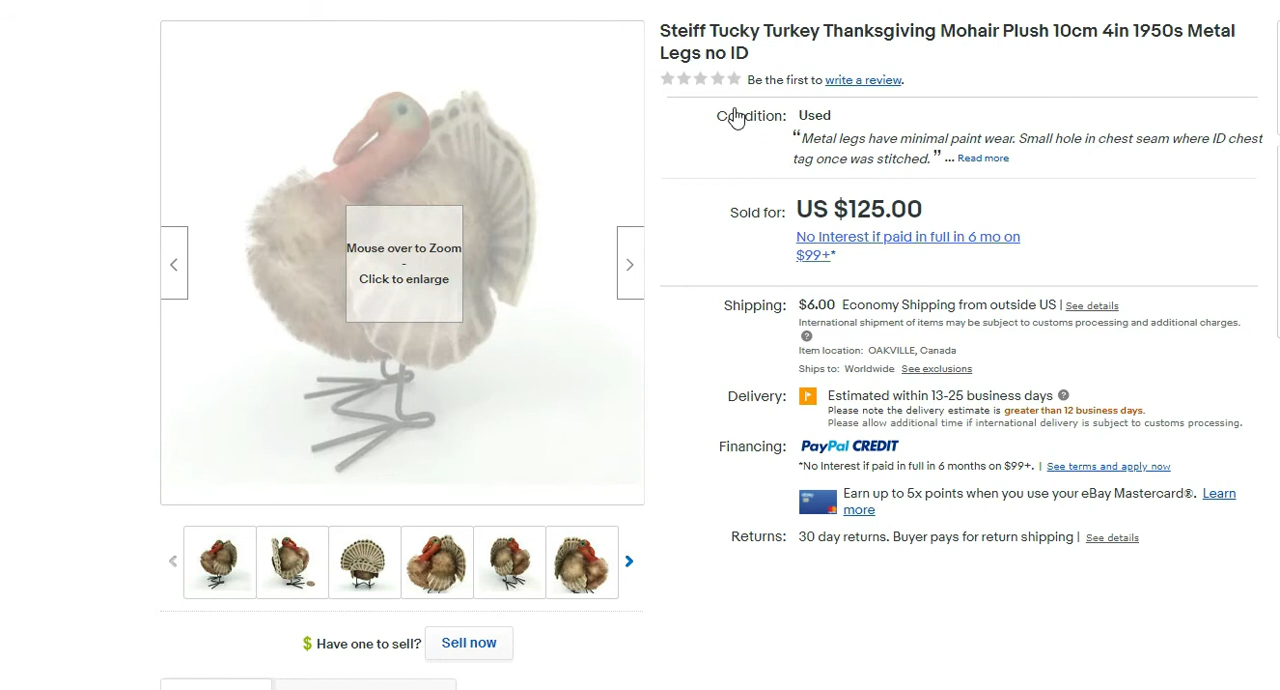 Steiff Tucky Turkey Thanksgiving Mohair Plush 10cm 4in 1950s Metal
Legs no ID
Be the first to write a review.
Condition: Used
“Metal legs have minimal paint wear. Small hole in chest seam where ID chest
tag once was stitched.” ... Read more
Sold for: US $125.00
No Interest if paid in full in 6 mo on
$99+*
Mouse over to Zoom
-
Click to enlarge
Shipping: $6.00 Economy Shipping from outside US | See details
International shipment of items may be subject to customs processing and additional charges.
?
Item location: OAKVILLE, Canada
Ships to: Worldwide See exclusions
Delivery: Estimated within 13-25 business days ?
Please note the delivery estimate is greater than 12 business days.
Please allow additional time if international delivery is subject to customs processing.
Financing: PayPal CREDIT
*No Interest if paid in full in 6 months on $99+. | See terms and apply now
Earn up to 5x points when you use your eBay Mastercard®. Learn
more
Returns: 30 day returns. Buyer pays for return shipping | See details
$ Have one to sell? Sell now